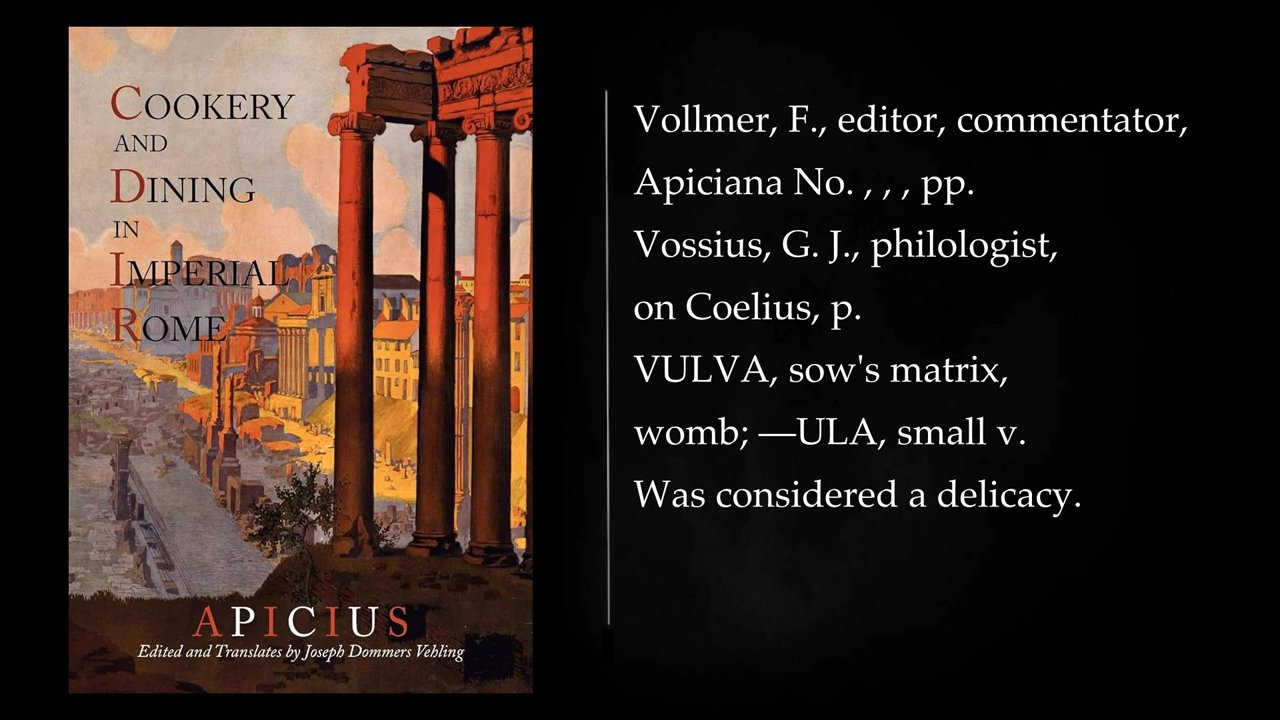 COOKERY
AND
DINING
IN
IMPERIAL
ROME
APICIUS
Edited and Translates by Joseph Dommers Vehling
Vollmer, F., editor, commentator,
Apiciana No. , , , pp.
Vossius, G. J., philologist,
on Coelius, p.
VULVA, sow's matrix,
womb; —ULA, small v.
Was considered a delicacy.